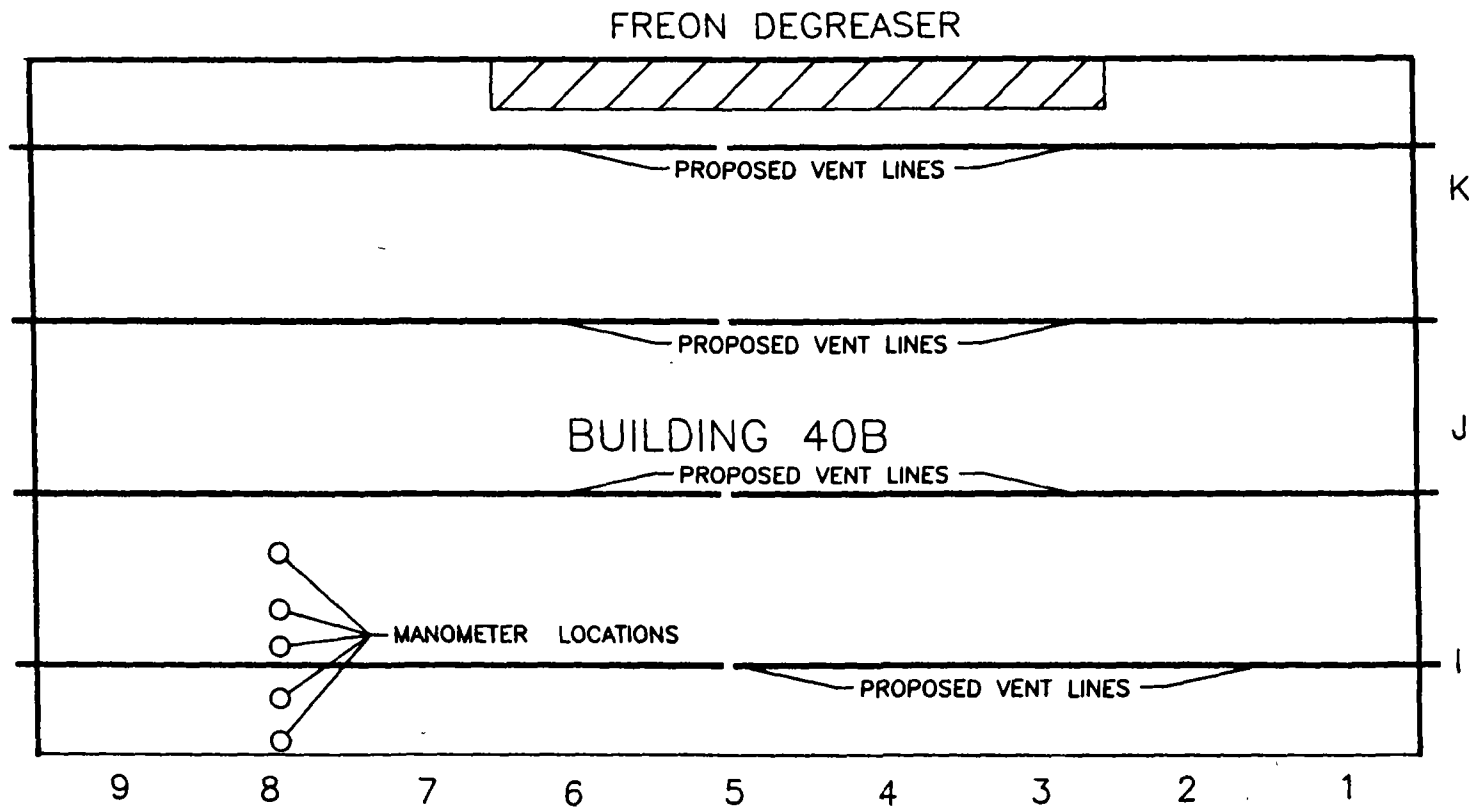 FREON DEGREASER
PROPOSED VENT LINES
K
PROPOSED VENT LINES
BUILDING 40B
J
PROPOSED VENT LINES
MANOMETER LOCATIONS
I
PROPOSED VENT LINES
9 8 7 6 5 4 3 2 1